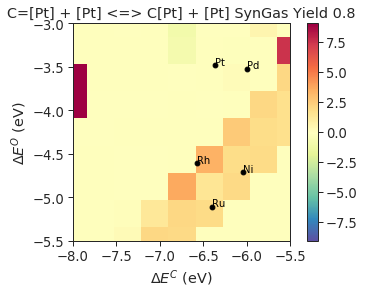 C=[Pt] + [Pt] <=> C[Pt] + [Pt] SynGas Yield 0.8
−3.0
−3.5
−4.0
−4.5
−5.0
−5.5
ΔE^O (eV)
Pt
Pd
Rh
Ni
Ru
−8.0 −7.5 −7.0 −6.5 −6.0 −5.5
ΔE^C (eV)
7.5
5.0
2.5
0.0
−2.5
−5.0
−7.5